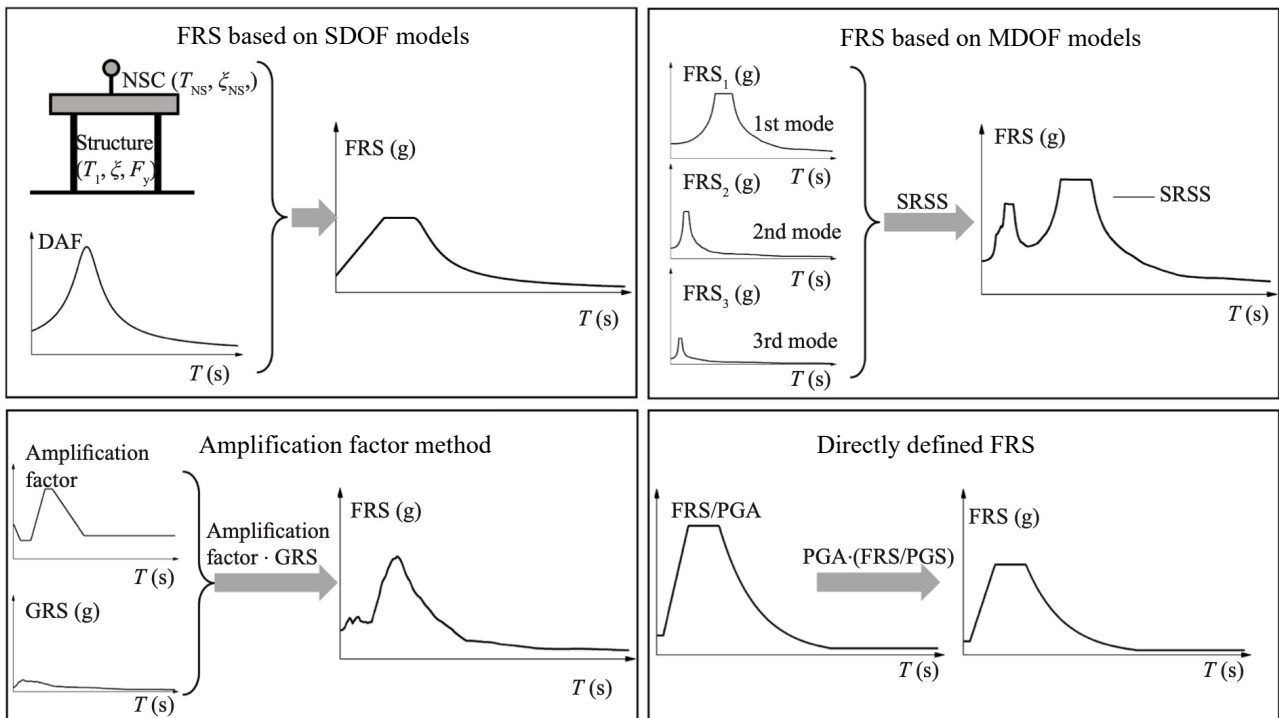 FRS based on SDOF models
NSC (T_NS, ξ_NS,)
Structure
(T_1, ξ, F_y)
DAF
T (s)
FRS (g)
T (s)
FRS based on MDOF models
FRS_1 (g)
1st mode
T (s)
FRS_2 (g)
2nd mode
T (s)
FRS_3 (g)
3rd mode
T (s)
SRSS
FRS (g)
SRSS
T (s)
Amplification factor method
Amplification
factor
T (s)
GRS (g)
T (s)
Amplification
factor · GRS
FRS (g)
T (s)
Directly defined FRS
FRS/PGA
T (s)
PGA·(FRS/PGS)
FRS (g)
T (s)